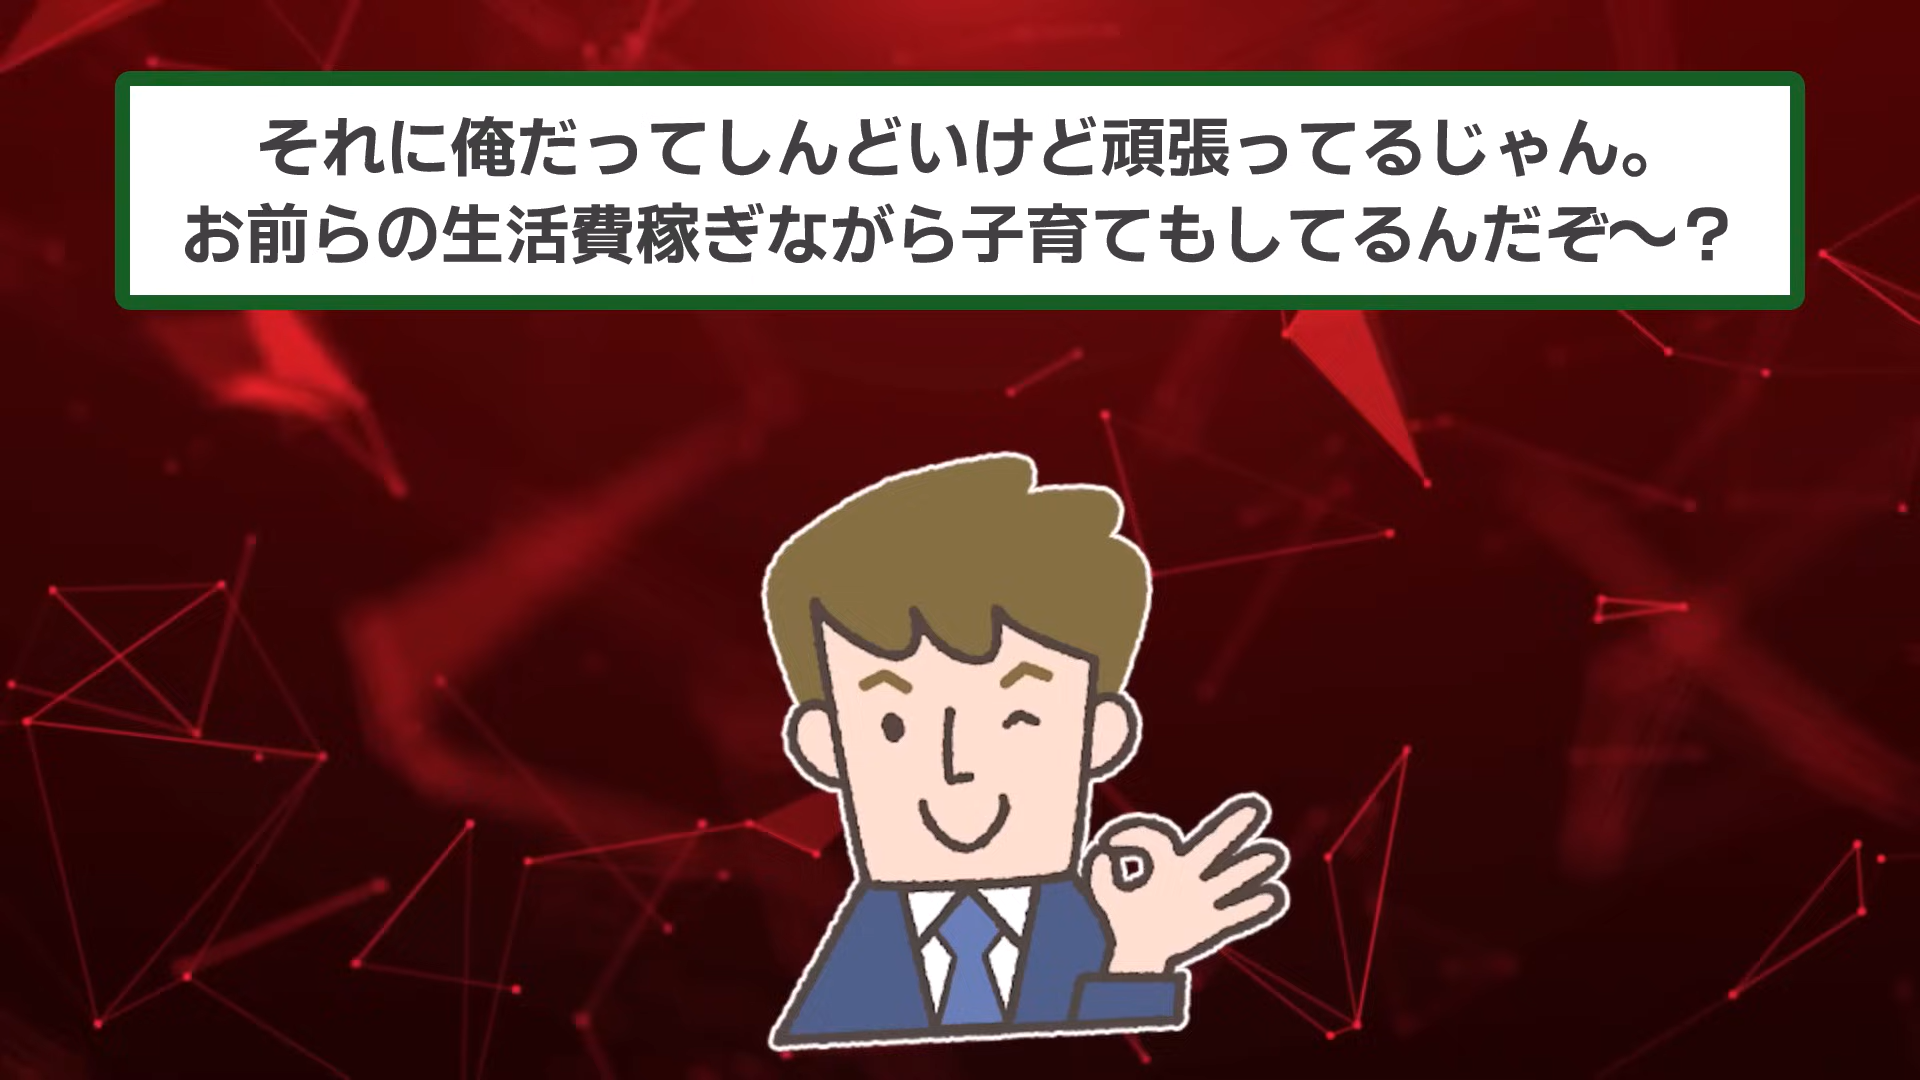 それに俺だってしんどいけど頑張ってるじゃん。
お前らの生活費稼ぎながら子育てもしてるんだぞ～？